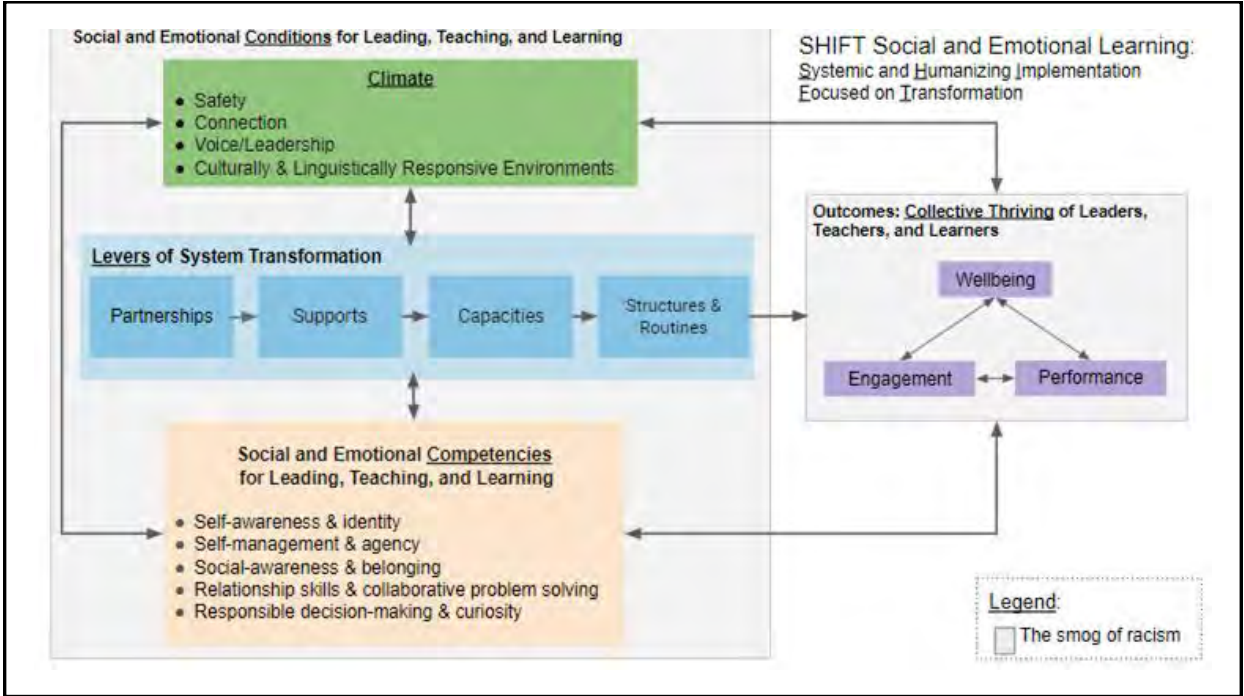 Social and Emotional Conditions for Leading, Teaching, and Learning
Climate
● Safety
● Connection
● Voice/Leadership
● Culturally & Linguistically Responsive Environments
Levers of System Transformation
Partnerships
Supports
Capacities
Structures &
Routines
Social and Emotional Competencies
for Leading, Teaching, and Learning
● Self-awareness & identity
● Self-management & agency
● Social-awareness & belonging
● Relationship skills & collaborative problem solving
● Responsible decision-making & curiosity
SHIFT Social and Emotional Learning:
Systemic and Humanizing Implementation
Focused on Transformation
Outcomes: Collective Thriving of Leaders,
Teachers, and Learners
Wellbeing
Engagement
Performance
Legend:
The smog of racism